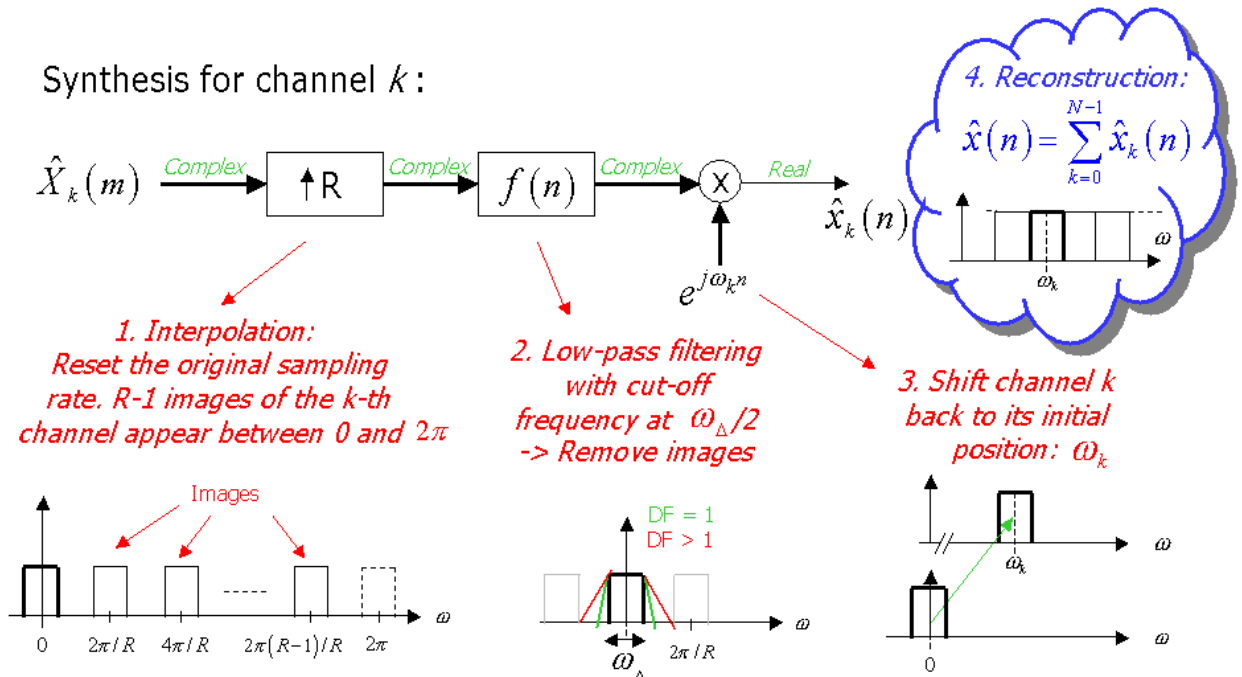 Synthesis for channel k :
X̂_k(m)
Complex
↑R
Complex
f(n)
Complex
X
Real
x̂_k(n)
e^{jω_k n}
4. Reconstruction:
x̂(n) = ∑_{k=0}^{N-1} x̂_k(n)
ω
ω_k
1. Interpolation:
Reset the original sampling
rate. R-1 images of the k-th
channel appear between 0 and 2π
2. Low-pass filtering
with cut-off
frequency at ω_Δ/2
-> Remove images
3. Shift channel k
back to its initial
position: ω_k
Images
0
2π/R
4π/R
2π(R-1)/R
2π
ω
DF = 1
DF > 1
ω_Δ
2π/R
ω
ω_k
ω
0
ω